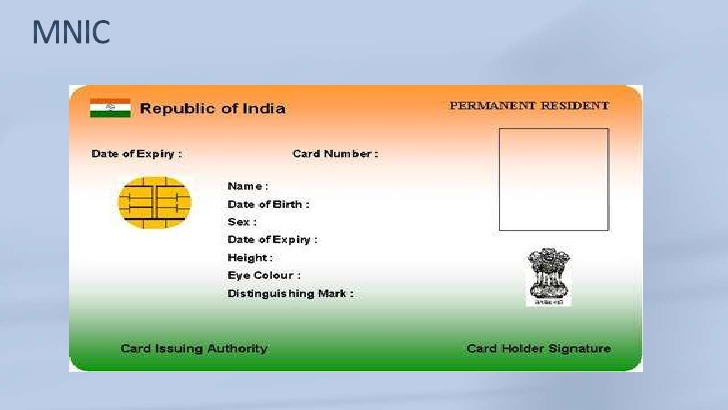 MNIC
Republic of India
PERMANENT RESIDENT
Date of Expiry :
Card Number :
Name :
Date of Birth :
Sex :
Date of Expiry :
Height :
Eye Colour :
Distinguishing Mark :
Card Issuing Authority
Card Holder Signature